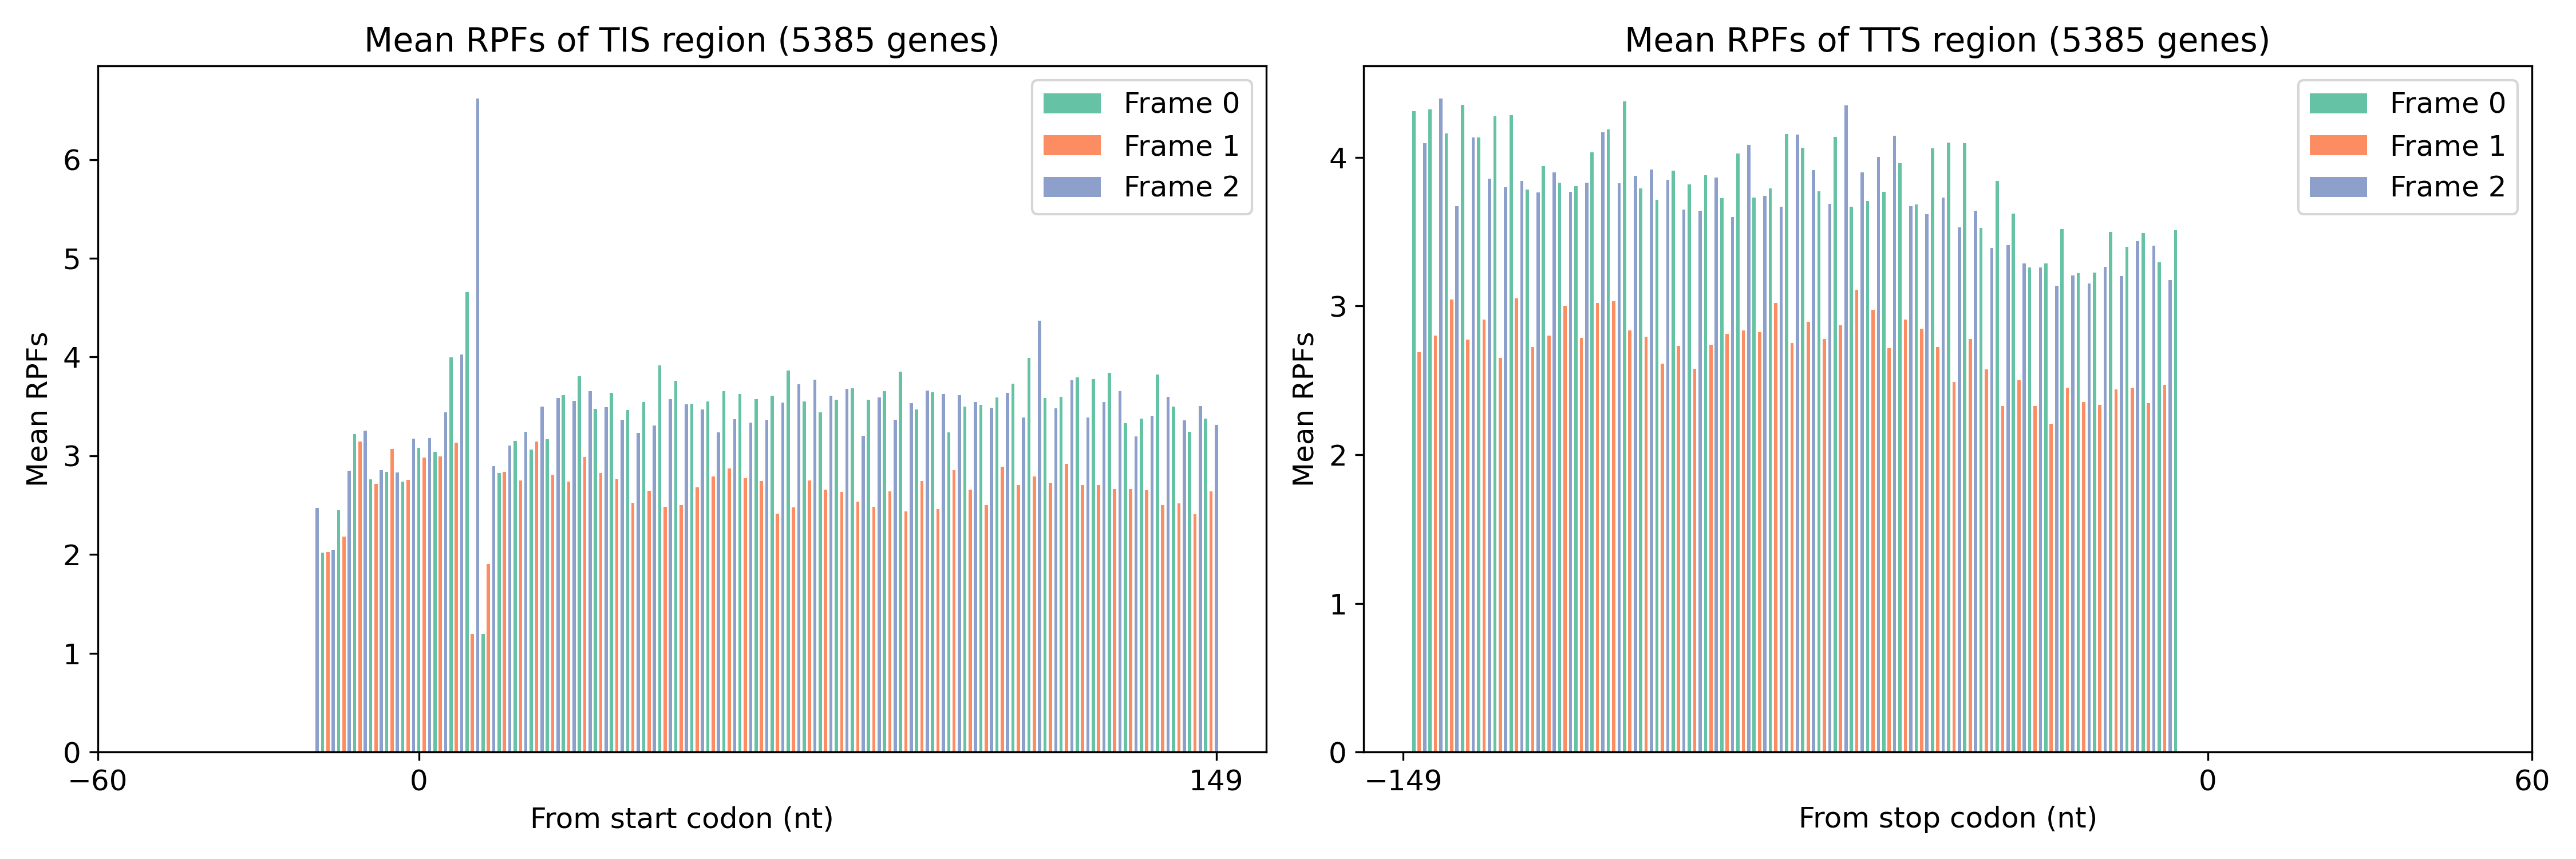 Mean RPFs of TIS region (5385 genes)
Frame 0
Frame 1
Frame 2
6
5
4
3
2
1
0
Mean RPFs
−60
0
149
From start codon (nt)
Mean RPFs of TTS region (5385 genes)
Frame 0
Frame 1
Frame 2
4
3
2
1
0
Mean RPFs
−149
0
60
From stop codon (nt)